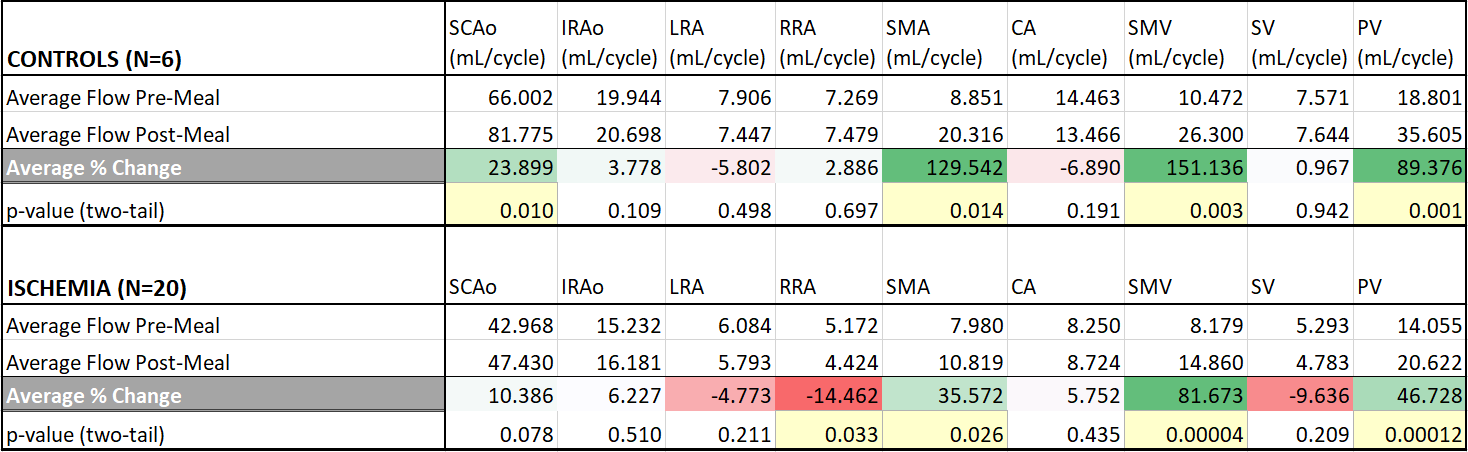 SCAo IRAo LRA RRA SMA CA SMV SV PV
CONTROLS (N=6) (mL/cycle) (mL/cycle) (mL/cycle) (mL/cycle) (mL/cycle) (mL/cycle) (mL/cycle) (mL/cycle) (mL/cycle)
Average Flow Pre-Meal 66.002 19.944 7.906 7.269 8.851 14.463 10.472 7.571 18.801
Average Flow Post-Meal 81.775 20.698 7.447 7.479 20.316 13.466 26.300 7.644 35.605
Average % Change 23.899 3.778 -5.802 2.886 129.542 -6.890 151.136 0.967 89.376
p-value (two-tail) 0.010 0.109 0.498 0.697 0.014 0.191 0.003 0.942 0.001
ISCHEMIA (N=20) SCAo IRAo LRA RRA SMA CA SMV SV PV
Average Flow Pre-Meal 42.968 15.232 6.084 5.172 7.980 8.250 8.179 5.293 14.055
Average Flow Post-Meal 47.430 16.181 5.793 4.424 10.819 8.724 14.860 4.783 20.622
Average % Change 10.386 6.227 -4.773 -14.462 35.572 5.752 81.673 -9.636 46.728
p-value (two-tail) 0.078 0.510 0.211 0.033 0.026 0.435 0.00004 0.209 0.00012